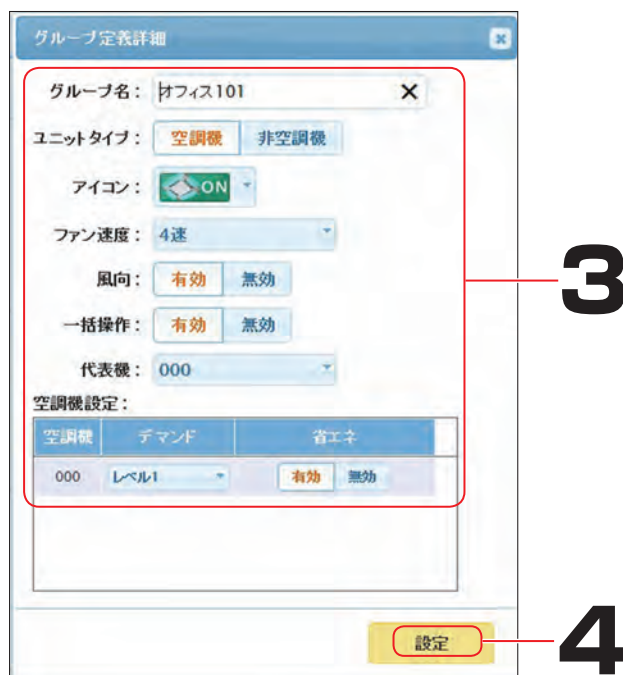 グループ定義詳細
グループ名： オフィス101
ユニットタイプ： 空調機 非空調機
アイコン： ON
ファン速度： 4速
風向： 有効 無効
一括操作： 有効 無効
代表機： 000
空調機設定：
空調機 デマンド 省エネ
000 レベル1 有効 無効
設定
3
4